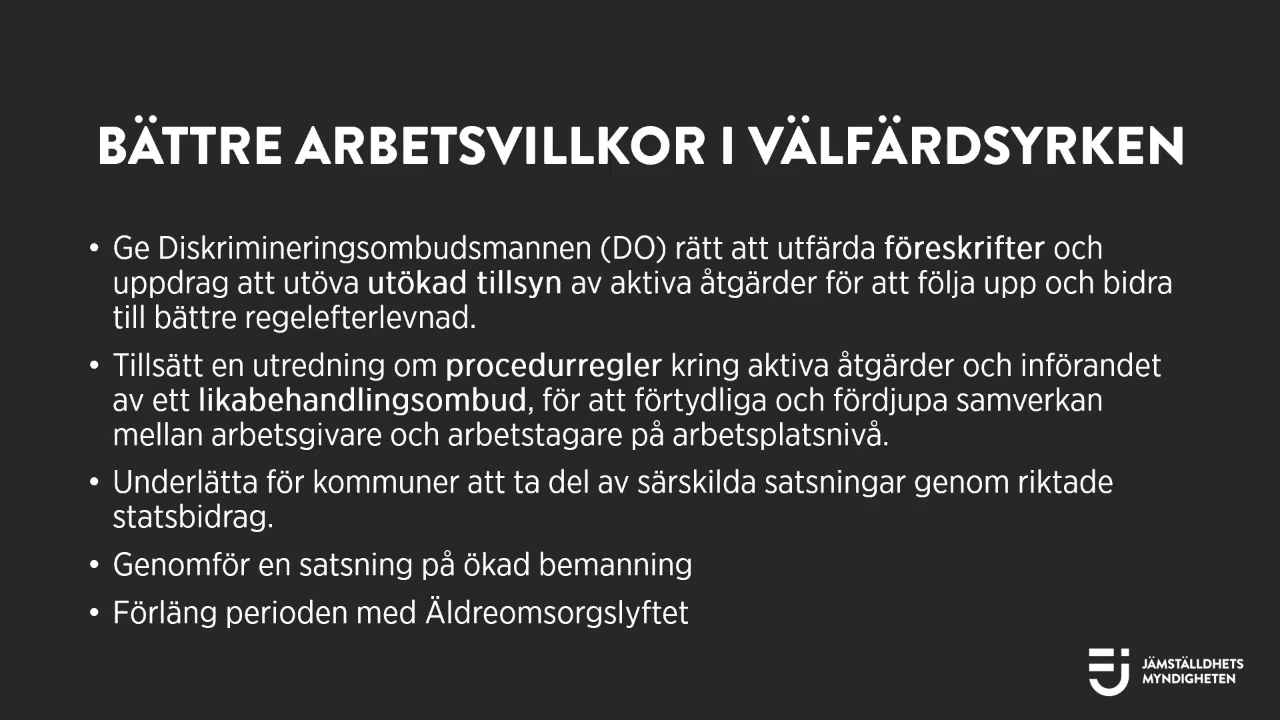 BÄTTRE ARBETSVILLKOR I VÄLFÄRDSYRKEN
• Ge Diskrimineringsombudsmannen (DO) rätt att utfärda föreskrifter och
uppdrag att utöva utökad tillsyn av aktiva åtgärder för att följa upp och bidra
till bättre regelefterlevnad.
• Tillsätt en utredning om procedurregler kring aktiva åtgärder och införandet
av ett likabehandlingsombud, för att förtydliga och fördjupa samverkan
mellan arbetsgivare och arbetstagare på arbetsplatsnivå.
• Underlätta för kommuner att ta del av särskilda satsningar genom riktade
statsbidrag.
• Genomför en satsning på ökad bemanning
• Förläng perioden med Äldreomsorgslyftet
JÄMSTÄLLDHETS
MYNDIGHETEN